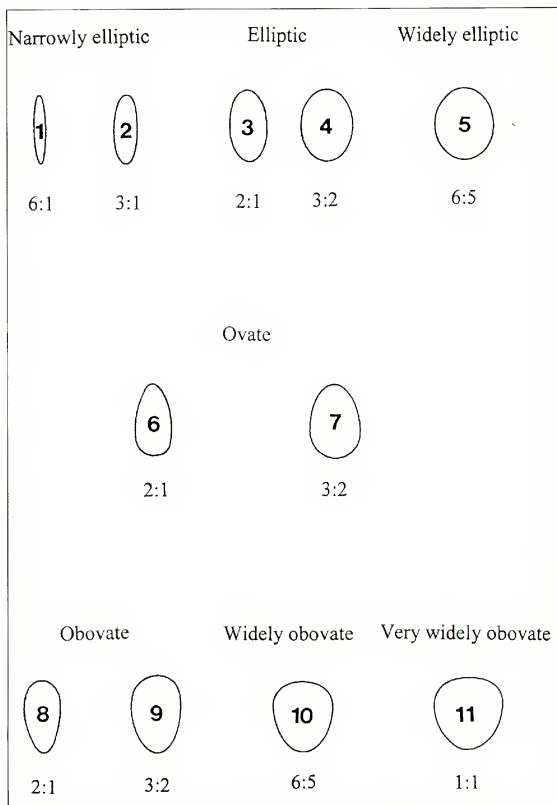 Narrowly elliptic Elliptic Widely elliptic
1 2 3 4 5
6:1 3:1 2:1 3:2 6:5
Ovate
6 7
2:1 3:2
Obovate Widely obovate Very widely obovate
8 9 10 11
2:1 3:2 6:5 1:1